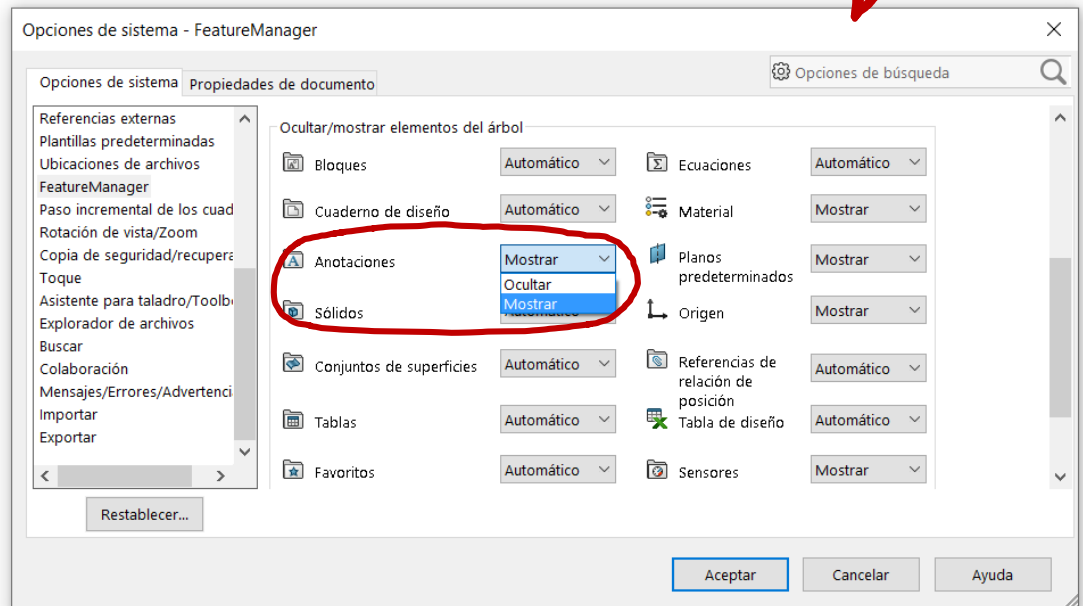 Opciones de sistema - FeatureManager
Opciones de sistema
Propiedades de documento
Opciones de búsqueda
Referencias externas
Plantillas predeterminadas
Ubicaciones de archivos
FeatureManager
Paso incremental de los cuad
Rotación de vista/Zoom
Copia de seguridad/recupera
Toque
Asistente para taladro/Toolb
Explorador de archivos
Buscar
Colaboración
Mensajes/Errores/Advertenci
Importar
Exportar
Restablecer...
Ocultar/mostrar elementos del árbol
Bloques Automático
Cuaderno de diseño Automático
Anotaciones Mostrar
Ocultar
Mostrar
Sólidos Automático
Conjuntos de superficies Automático
Tablas Automático
Favoritos Automático
Ecuaciones Automático
Material Mostrar
Planos Mostrar
predeterminados
Origen Mostrar
Referencias de Automático
relación de
posición
Tabla de diseño Automático
Sensores Mostrar
Aceptar Cancelar Ayuda